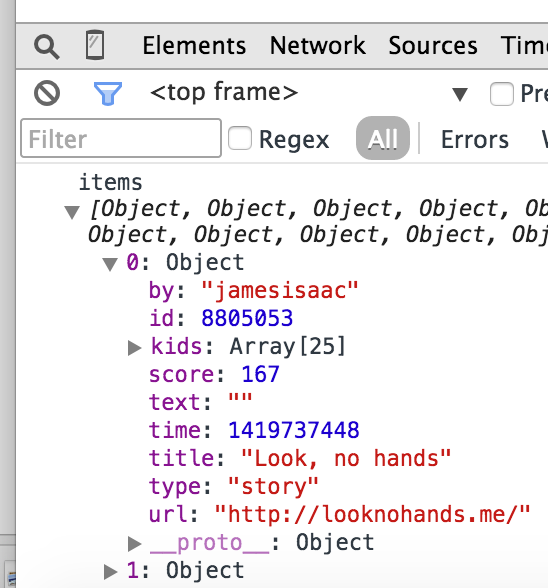 Elements Network Sources Time
<top frame> Pre
Filter Regex All Errors
items
[Object, Object, Object, Object, Ob
Object, Object, Object, Object, Obj
0: Object
by: "jamesisaac"
id: 8805053
kids: Array[25]
score: 167
text: ""
time: 1419737448
title: "Look, no hands"
type: "story"
url: "http://looknohands.me/"
__proto__: Object
1: Object